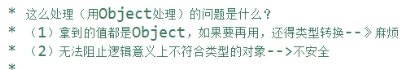 * 这么处理（用Object处理）的问题是什么？
* （1）拿到的值都是Object，如果要再用，还得类型转换--》麻烦
* （2）无法阻止逻辑意义上不符合类型的对象-->不安全
*